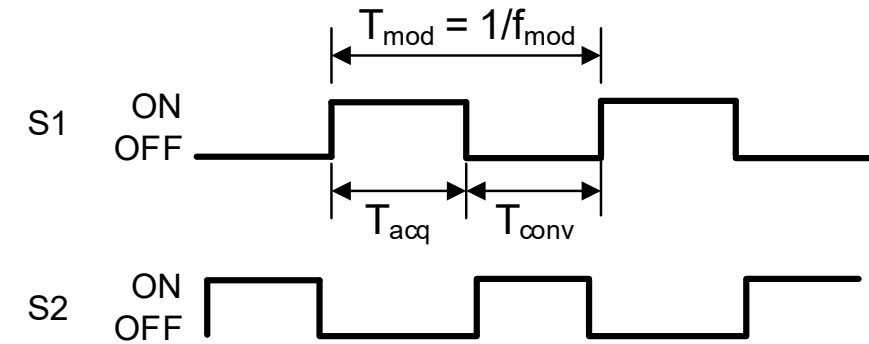 Tmod = 1/fmod
S1
ON
OFF
Tacq
Tconv
S2
ON
OFF